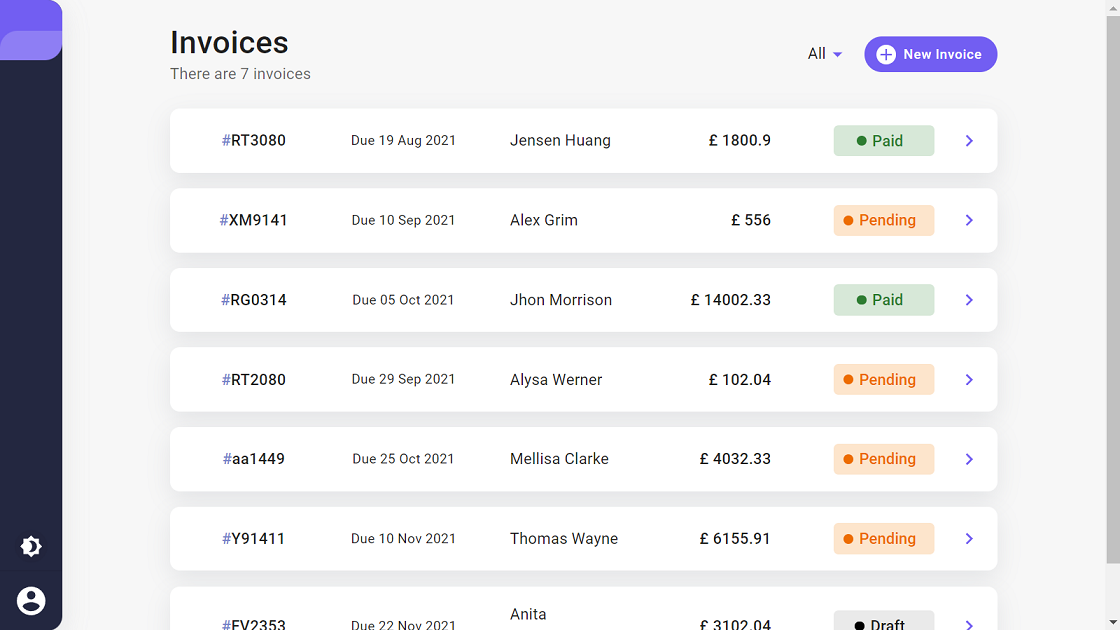 Invoices
There are 7 invoices
All
New Invoice
#RT3080 Due 19 Aug 2021 Jensen Huang £ 1800.9 Paid
#XM9141 Due 10 Sep 2021 Alex Grim £ 556 Pending
#RG0314 Due 05 Oct 2021 Jhon Morrison £ 14002.33 Paid
#RT2080 Due 29 Sep 2021 Alysa Werner £ 102.04 Pending
#aa1449 Due 25 Oct 2021 Mellisa Clarke £ 4032.33 Pending
#Y91411 Due 10 Nov 2021 Thomas Wayne £ 6155.91 Pending
Anita
#FV2353 Due 22 Nov 2021 £ 3102.04 Draft